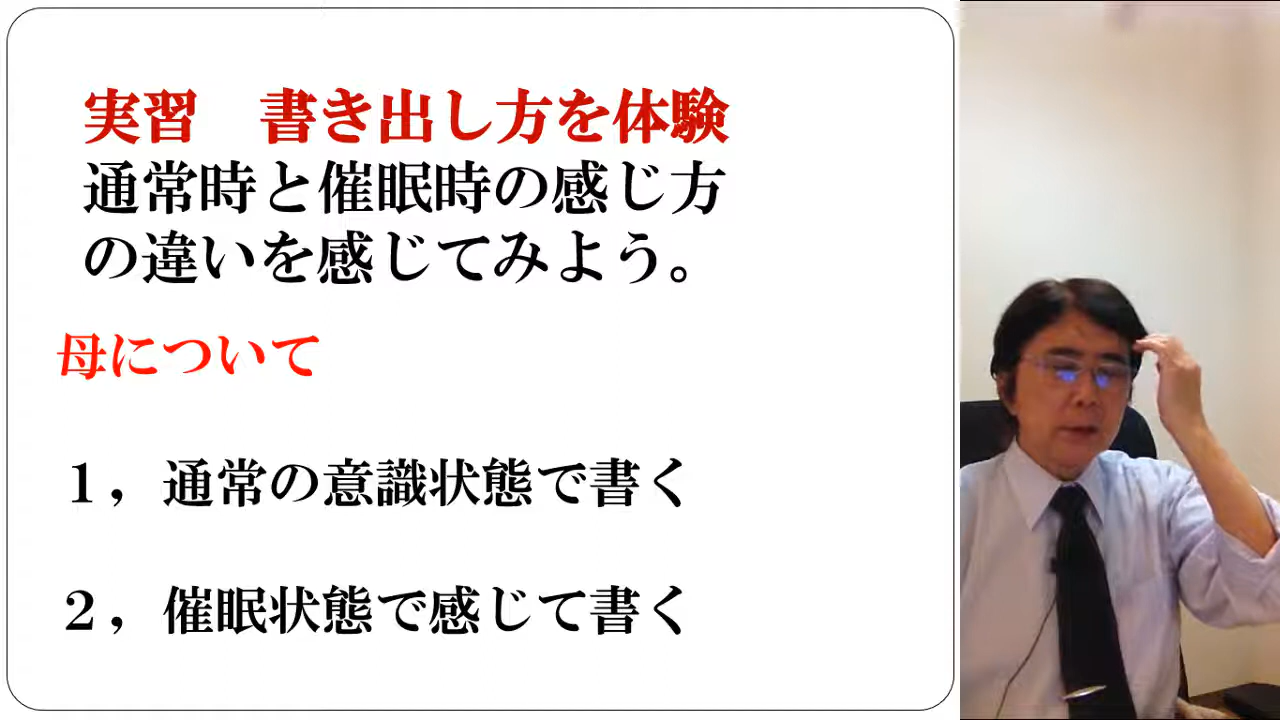 実習　書き出し方を体験
通常時と催眠時の感じ方
の違いを感じてみよう。
母について
１，通常の意識状態で書く
２，催眠状態で感じて書く